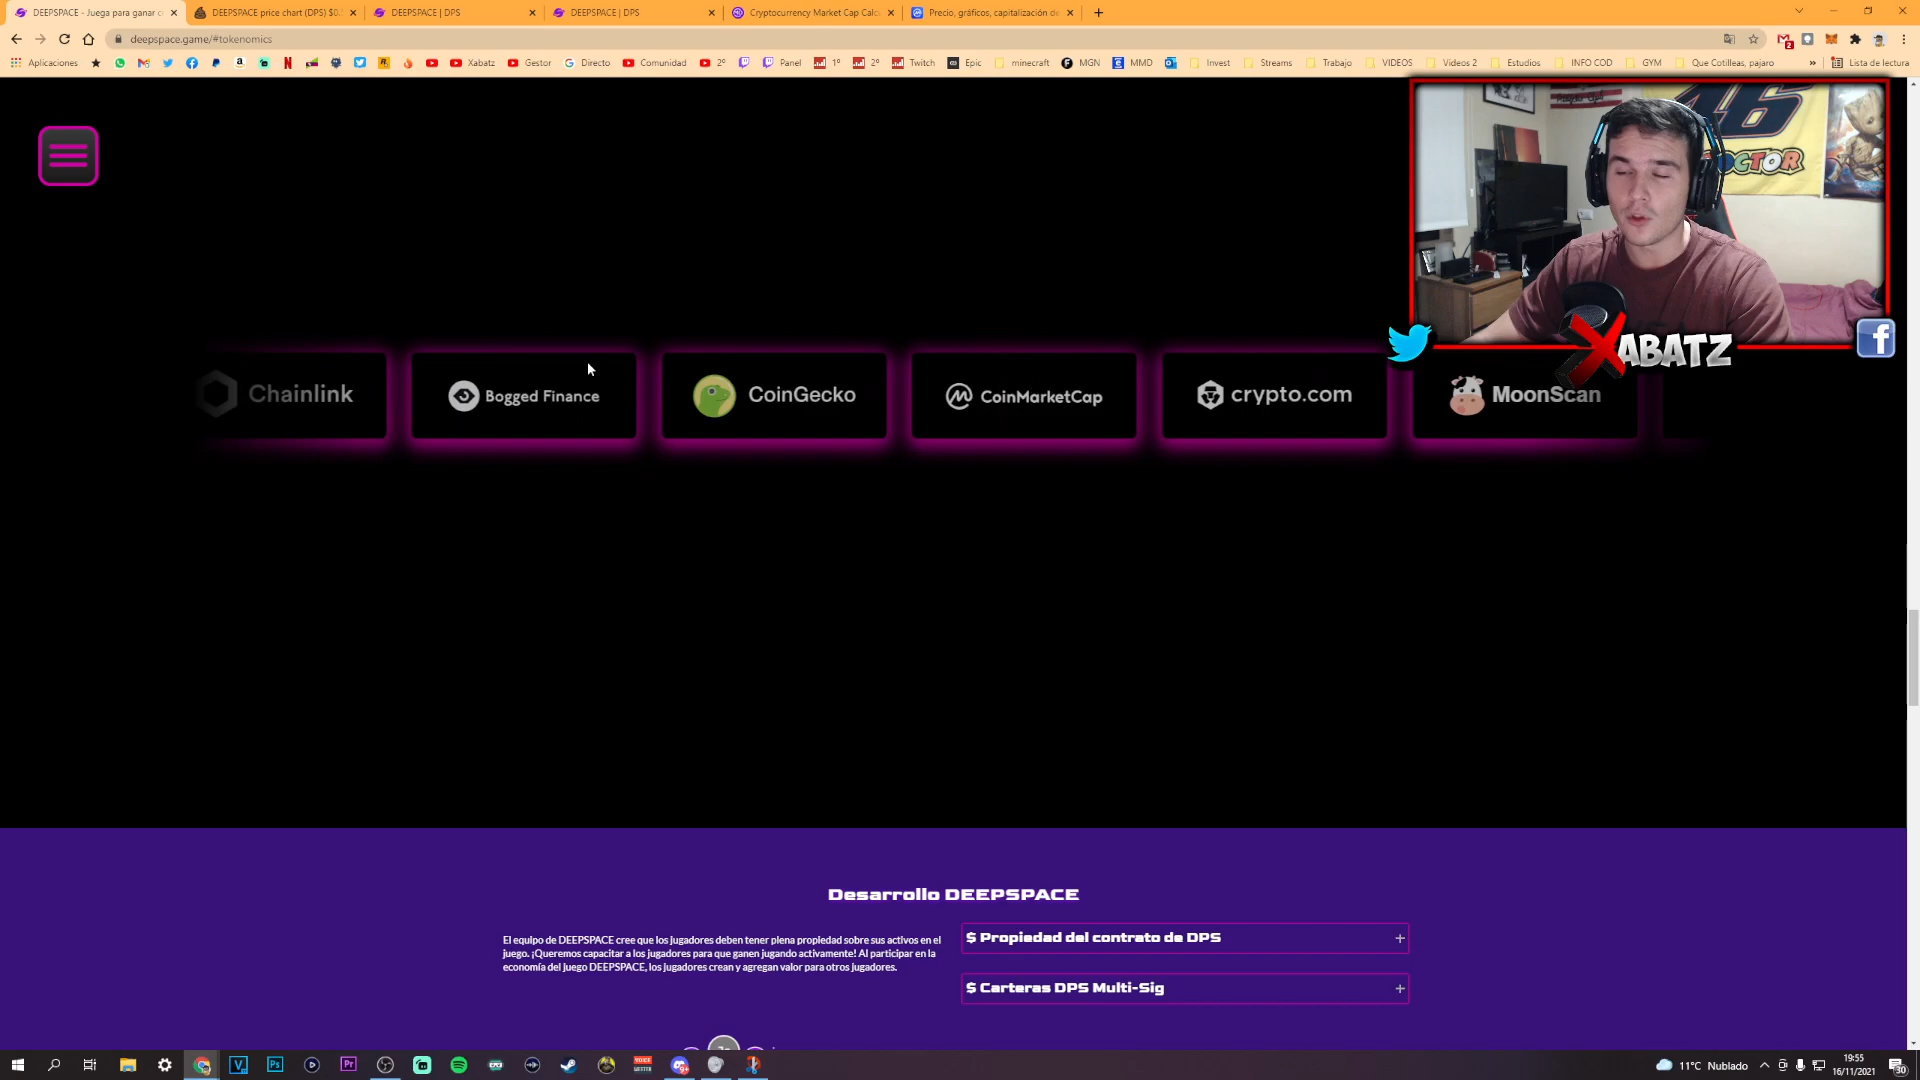 DEEPSPACE - Juega para ganar c
DEEPSPACE price chart (DPS) $0.
DEEPSPACE | DPS
DEEPSPACE | DPS
Cryptocurrency Market Cap Calc
Precio, gráficos, capitalización de
deepspace.game/#tokenomics
Aplicaciones
Xabatz
Gestor
Directo
Comunidad
2º
Panel
1º
2º
Twitch
Epic
minecraft
MGN
MMD
Invest
Streams
Trabajo
VIDEOS
Videos 2
Estudios
INFO COD
GYM
Que Cotilleas, pajaro
»
Lista de lectura
46
DOCTOR
XABATZ
Chainlink
Bogged Finance
CoinGecko
CoinMarketCap
crypto.com
MoonScan
Desarrollo DEEPSPACE
El equipo de DEEPSPACE cree que los jugadores deben tener plena propiedad sobre sus activos en el
juego. ¡Queremos capacitar a los jugadores para que ganen jugando activamente! Al participar en la
economía del juego DEEPSPACE, los jugadores crean y agregan valor para otros jugadores.
$ Propiedad del contrato de DPS +
$ Carteras DPS Multi-Sig +
11°C Nublado
19:55
16/11/2021
30